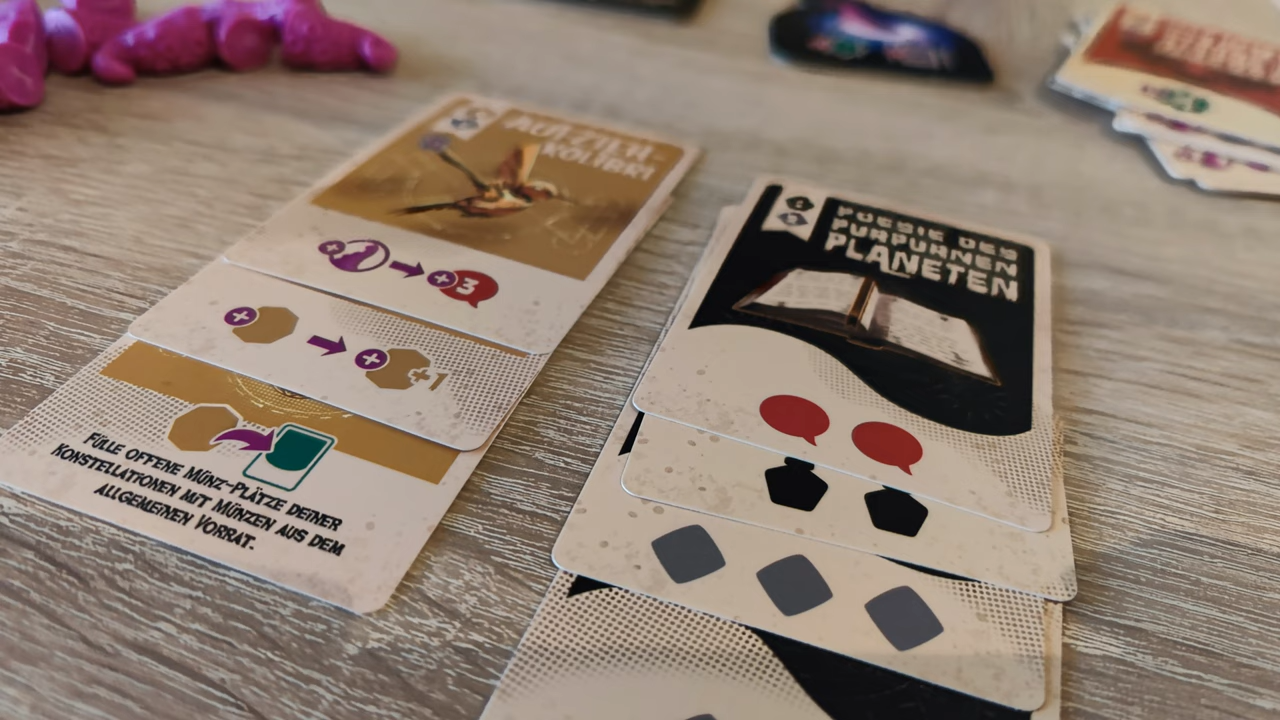 AUFZIEH-
KOLIBRI
+3
+1
FÜLLE OFFENE MÜNZ-PLÄTZE DEINER
KONSTELLATIONEN MIT MÜNZEN AUS DEM
ALLGEMEINEN VORRAT.
POESIE DES
PURPURNEN
PLANETEN